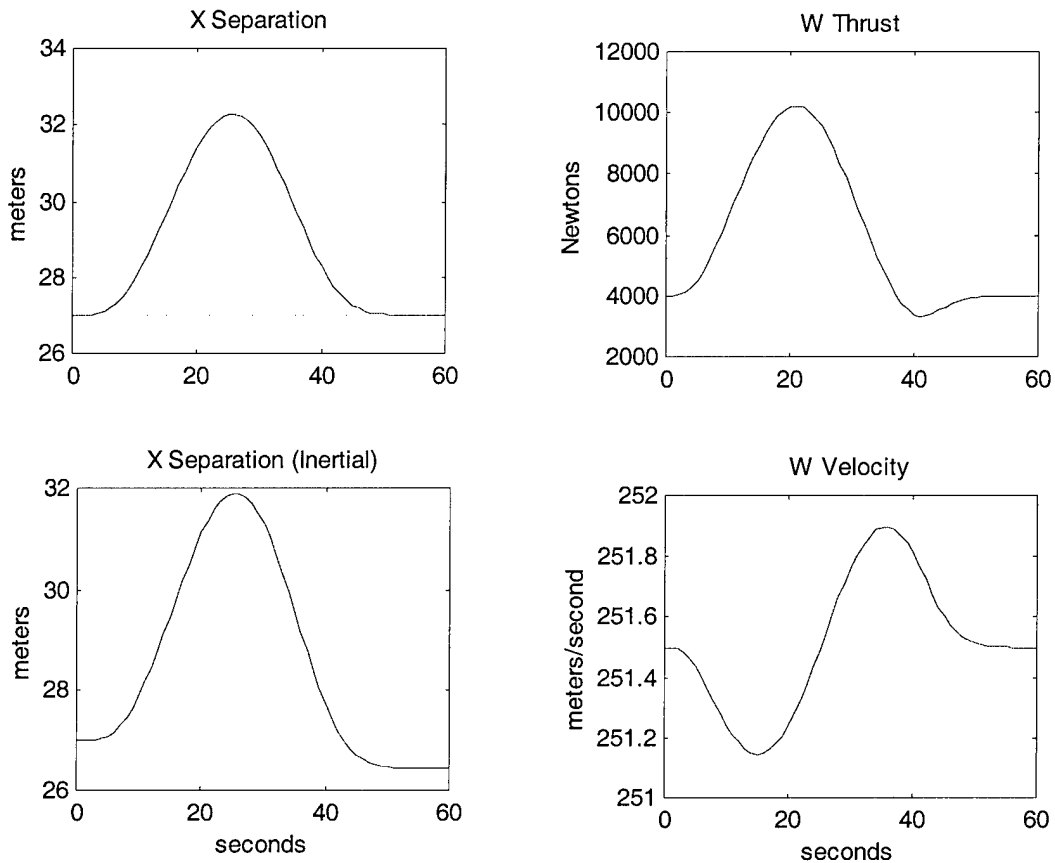 X Separation
34
32
30
28
26
meters
0 20 40 60
W Thrust
12000
10000
8000
6000
4000
2000
Newtons
0 20 40 60
X Separation (Inertial)
32
30
28
26
meters
0 20 40 60
seconds
W Velocity
252
251.8
251.6
251.4
251.2
251
meters/second
0 20 40 60
seconds